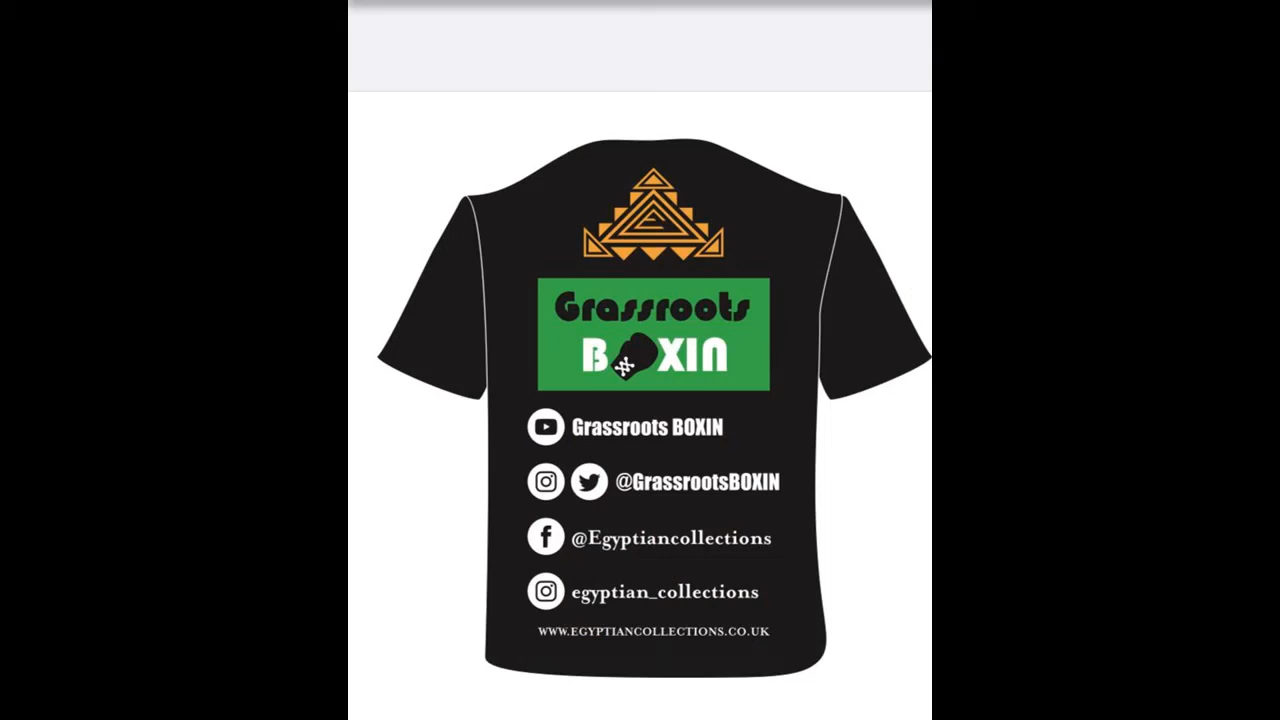 Grassroots
BOXIN
Grassroots BOXIN
@GrassrootsBOXIN
@Egyptiancollections
egyptian_collections
WWW.EGYPTIANCOLLECTIONS.CO.UK